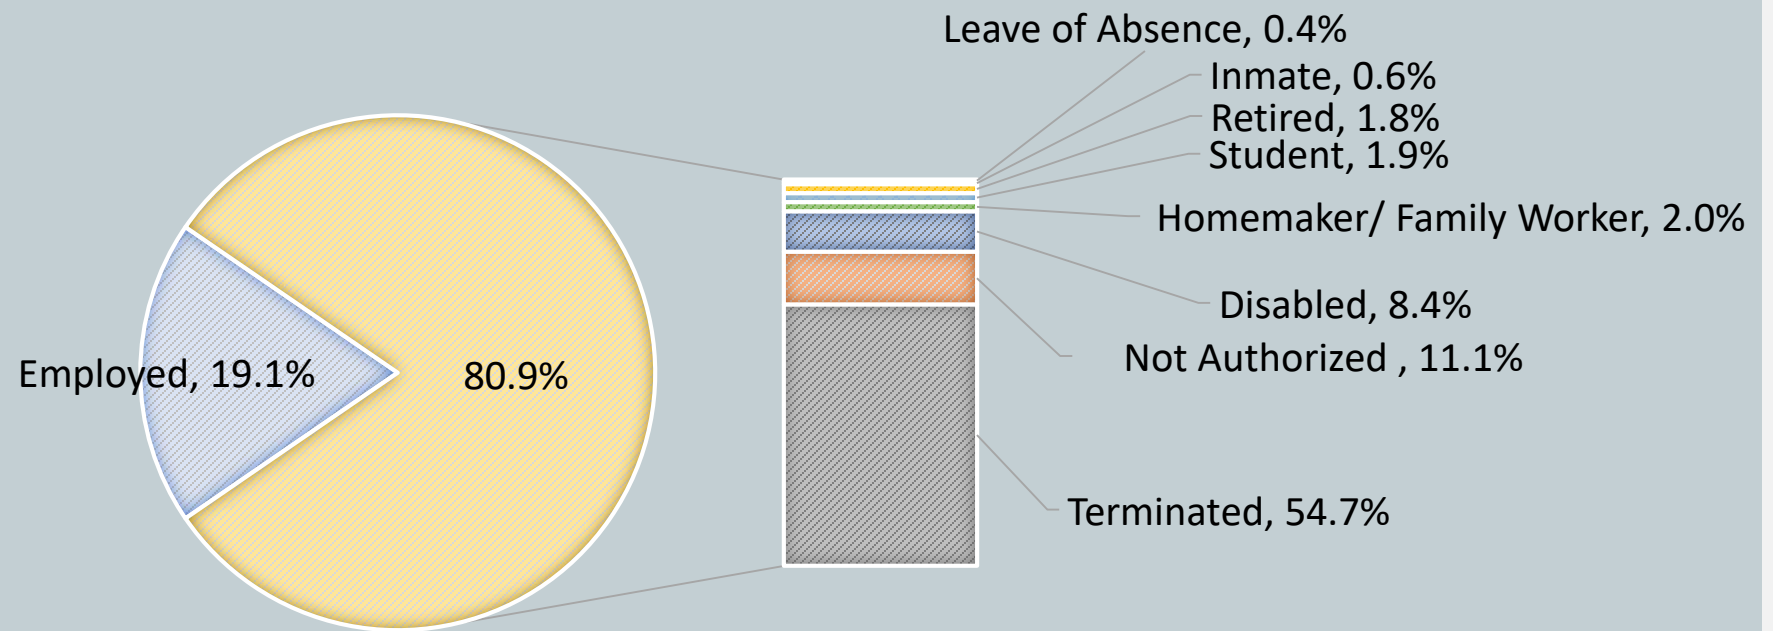 Leave of Absence, 0.4%
Inmate, 0.6%
Retired, 1.8%
Student, 1.9%
Homemaker/ Family Worker, 2.0%
Disabled, 8.4%
Not Authorized , 11.1%
Employed, 19.1%
80.9%
Terminated, 54.7%